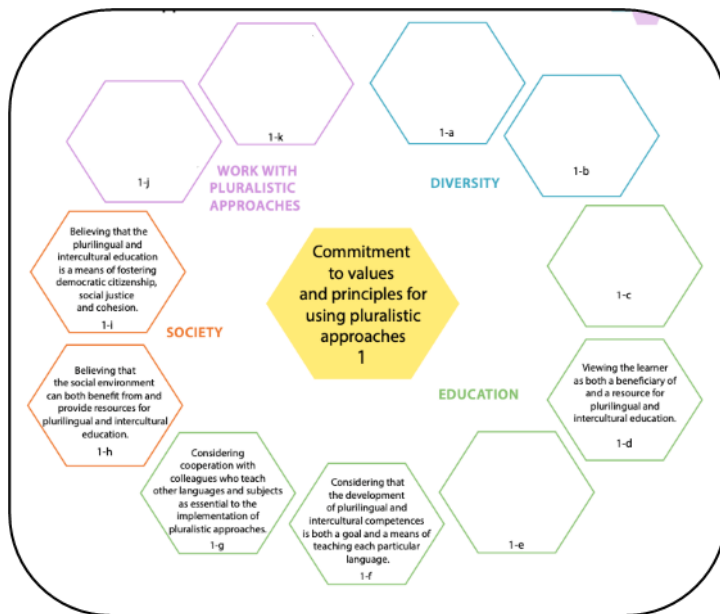 1-k
1-a
1-j
1-b
WORK WITH
PLURALISTIC
APPROACHES
DIVERSITY
Believing that the
plurilingual and
intercultural education
is a means of fostering
democratic citizenship,
social justice
and cohesion.
1-i
SOCIETY
Commitment
to values
and principles for
using pluralistic
approaches
1
1-c
Believing that
the social environment
can both benefit from and
provide resources for
plurilingual and intercultural
education.
1-h
EDUCATION
Viewing the learner
as both a beneficiary of
and a resource for
plurilingual and
intercultural education.
1-d
Considering
cooperation with
colleagues who teach
other languages and subjects
as essential to the
implementation of
pluralistic approaches.
1-g
Considering that
the development
of plurilingual and
intercultural competences
is both a goal and a means of
teaching each particular
language.
1-f
1-e